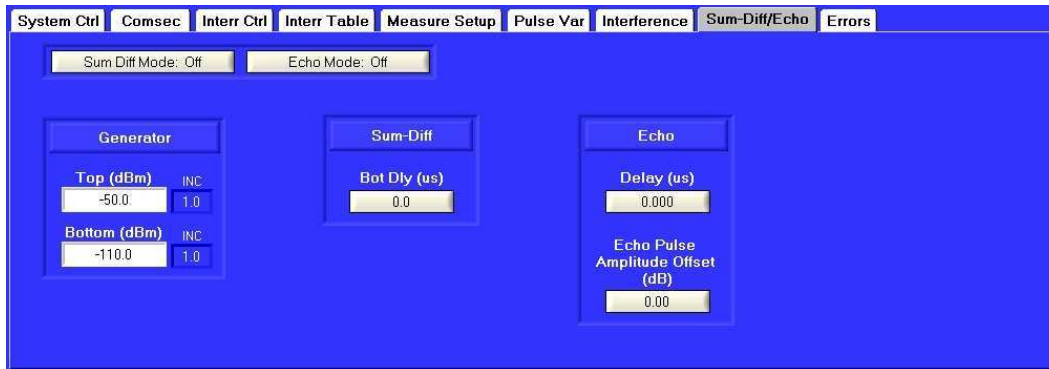 System Ctrl Comsec Interr Ctrl Interr Table Measure Setup Pulse Var Interference Sum-Diff/Echo Errors
Sum Diff Mode: Off Echo Mode: Off
Generator
Top (dBm) INC
-50.0 1.0
Bottom (dBm) INC
-110.0 1.0
Sum-Diff
Bot Dly (us)
0.0
Echo
Delay (us)
0.000
Echo Pulse
Amplitude Offset
(dB)
0.00